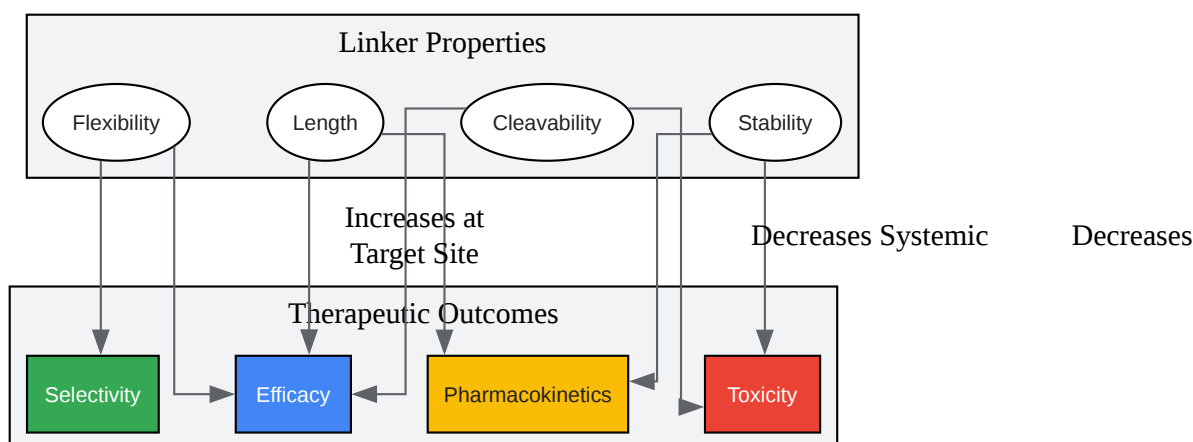 Linker Properties
Flexibility
Length
Cleavability
Stability
Increases at
Target Site
Decreases Systemic
Decreases
Therapeutic Outcomes
Selectivity
Efficacy
Pharmacokinetics
Toxicity